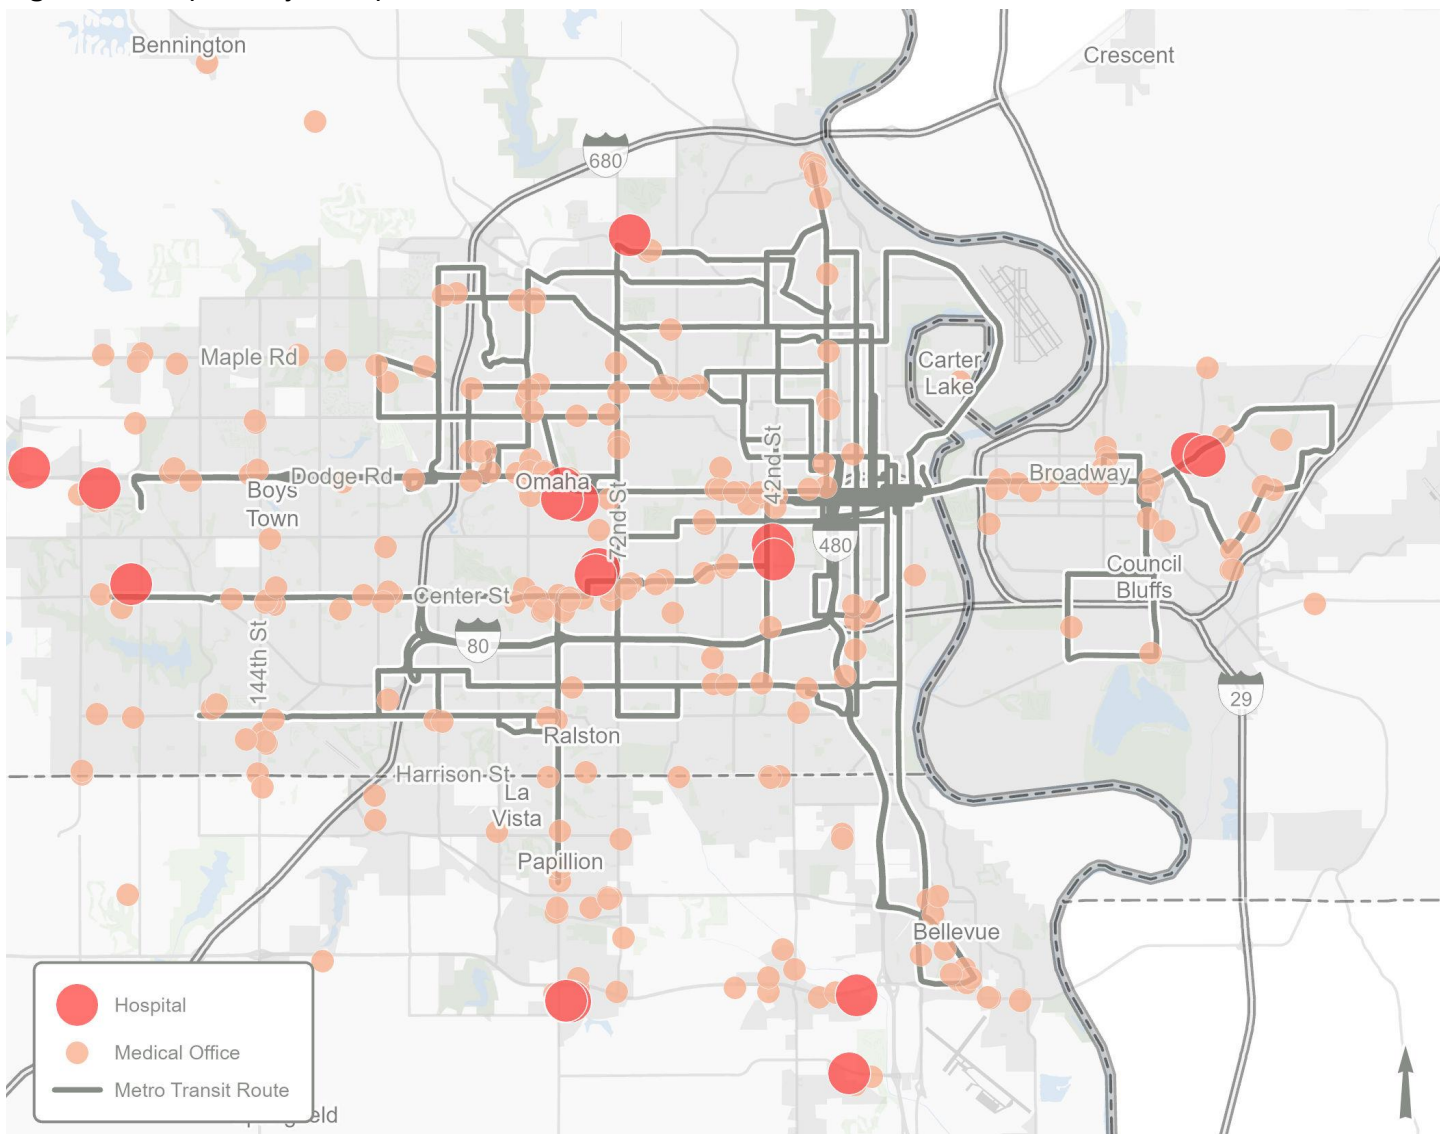 Bennington
Crescent
680
Maple Rd
Carter
Lake
42nd St
Broadway
Dodge Rd
Omaha
Boys
Town
72nd St
480
Council
Bluffs
Center St
144th St
80
29
Ralston
Harrison St
La
Vista
Papillion
Bellevue
Hospital
Medical Office
Metro Transit Route